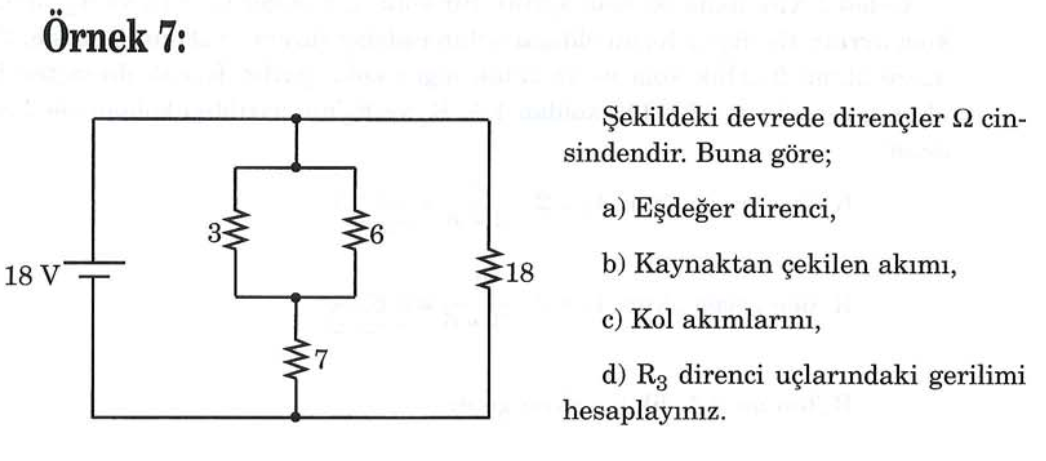 Örnek 7:
Şekildeki devrede dirençler Ω cin-
sindendir. Buna göre;
a) Eşdeğer direnci,
b) Kaynaktan çekilen akımı,
c) Kol akımlarını,
d) R₃ direnci uçlarındaki gerilimi
hesaplayınız.
18 V
3
6
18
7